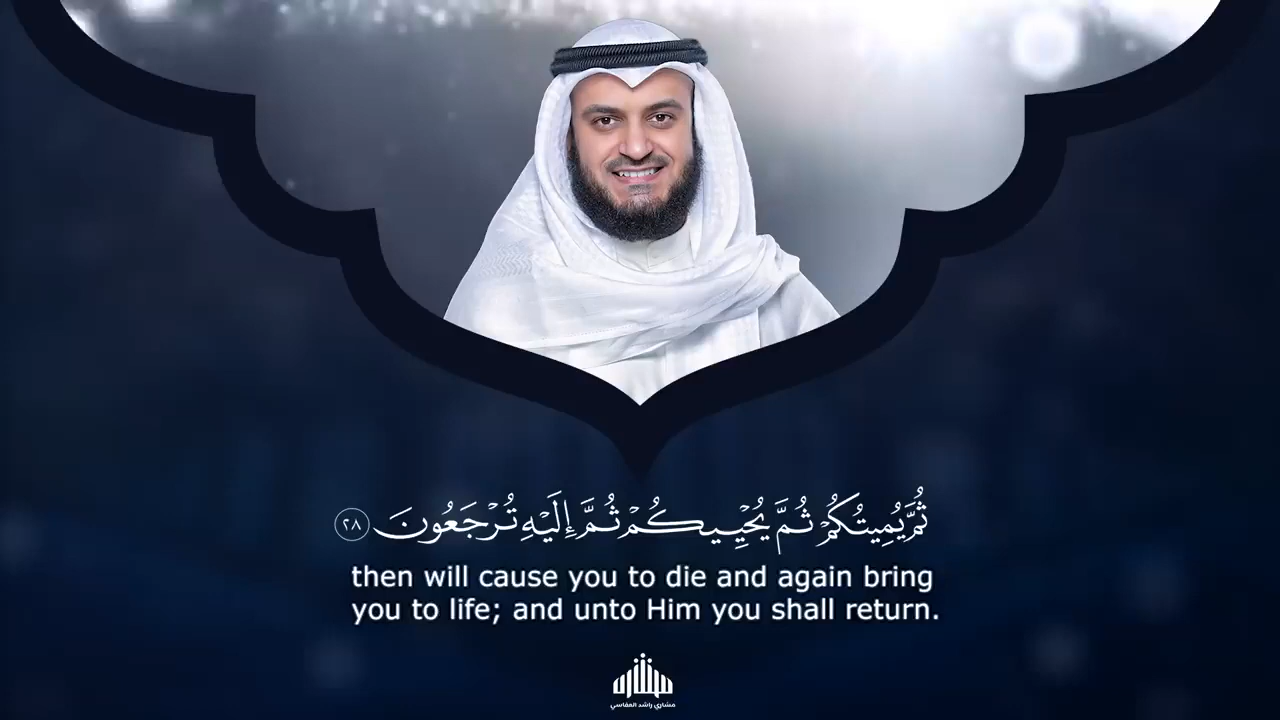 ثُمَّ يُمِيتُكُمْ ثُمَّ يُحْيِيكُمْ ثُمَّ إِلَيْهِ تُرْجَعُونَ ٢٨
then will cause you to die and again bring
you to life; and unto Him you shall return.
مشاري راشد العفاسي